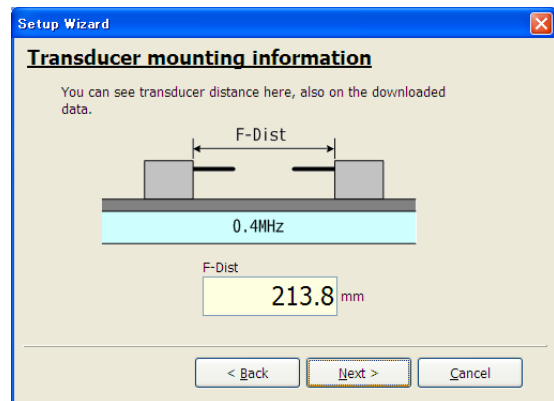 Setup Wizard
Transducer mounting information
You can see transducer distance here, also on the downloaded
data.
F-Dist
0.4MHz
F-Dist
213.8 mm
< Back
Next >
Cancel